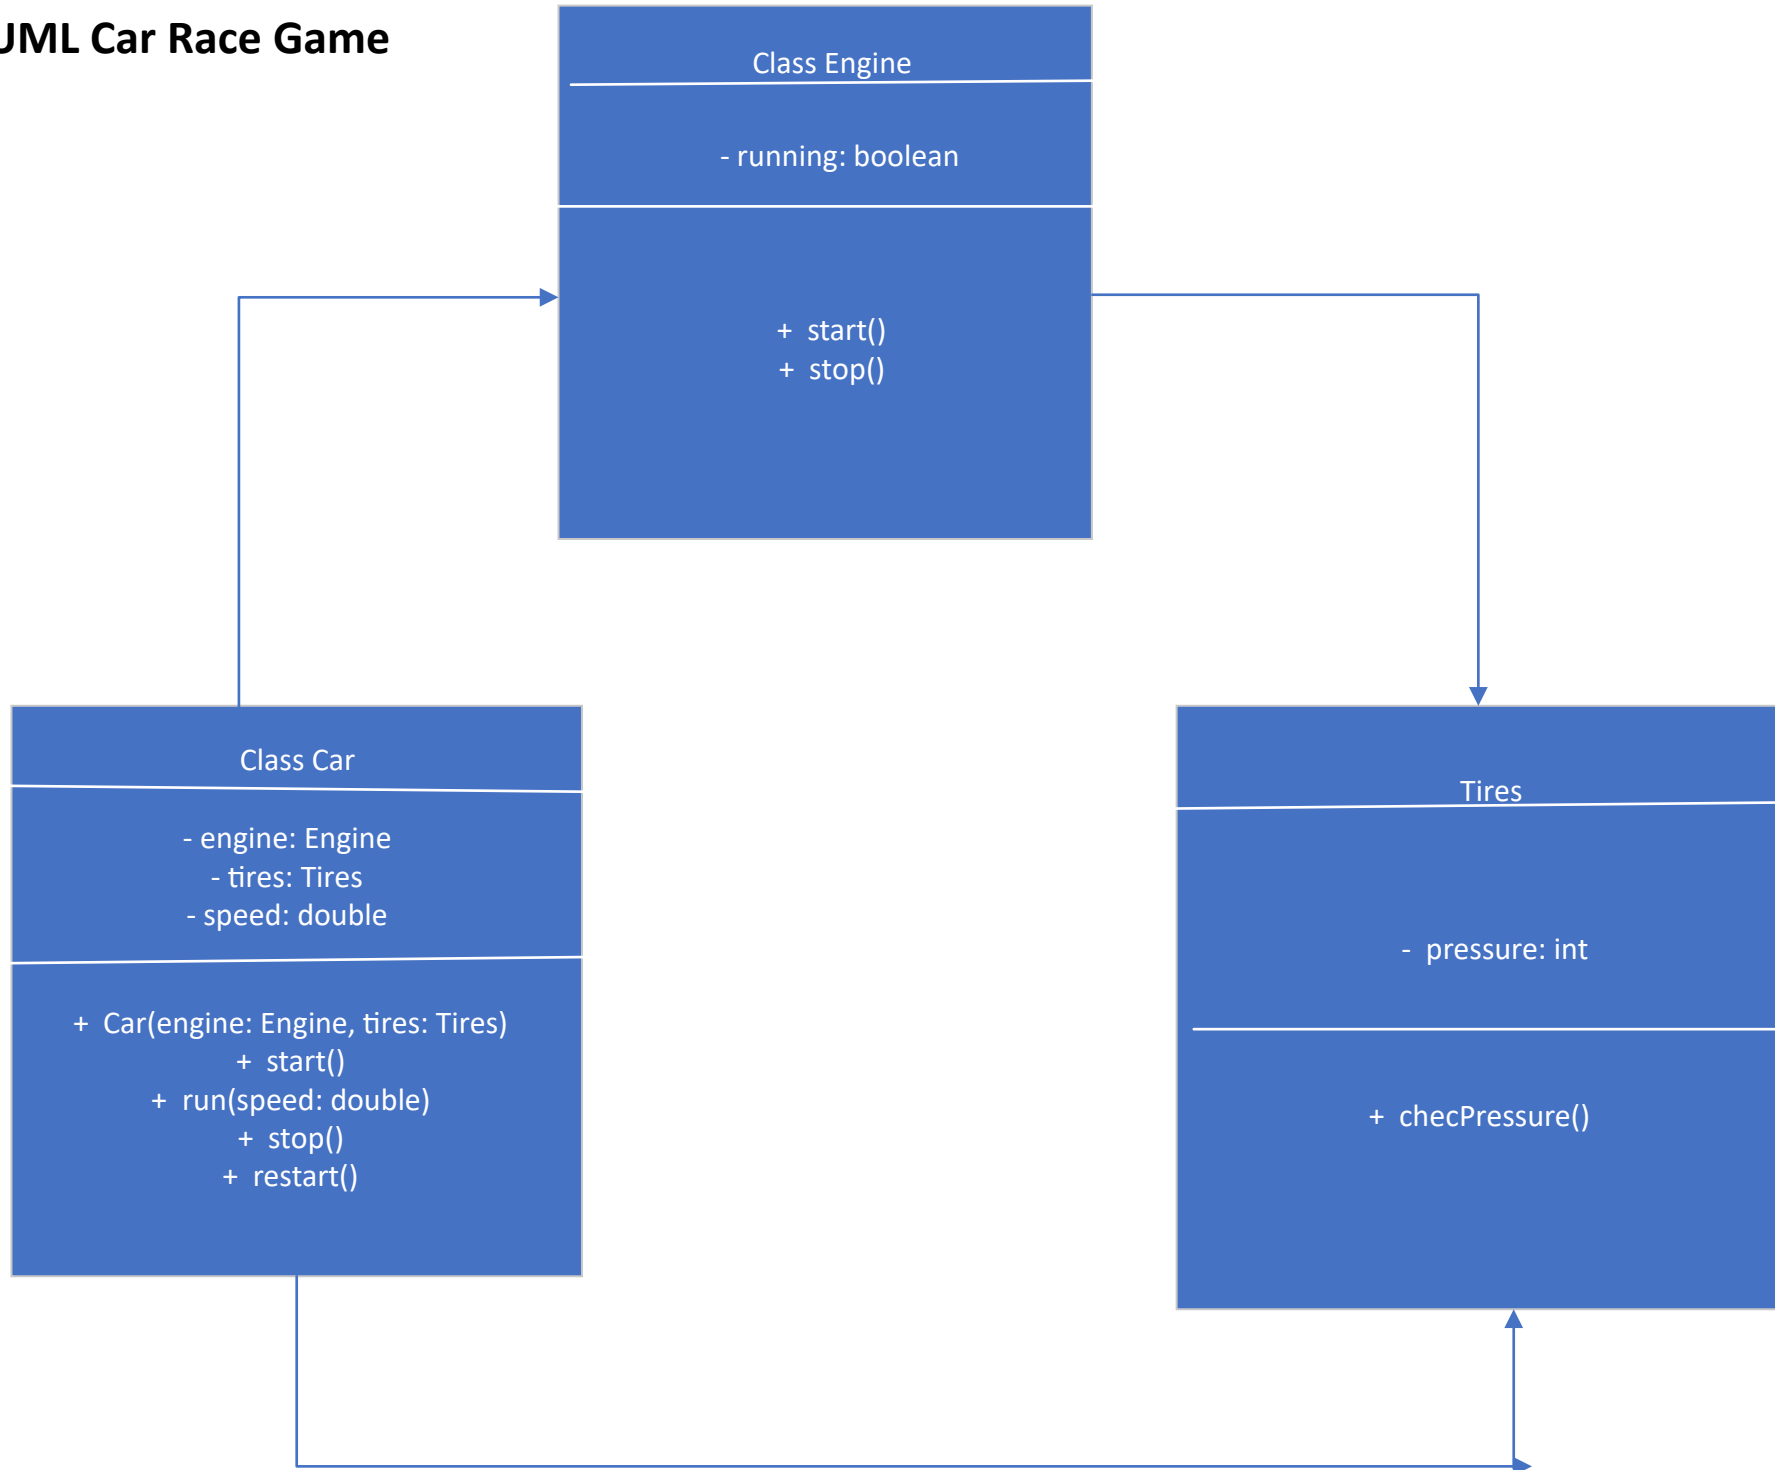 UML Car Race Game
Class Engine
- running: boolean
+ start()
+ stop()
Class Car
- engine: Engine
- tires: Tires
- speed: double
+ Car(engine: Engine, tires: Tires)
+ start()
+ run(speed: double)
+ stop()
+ restart()
Tires
- pressure: int
+ checPressure()